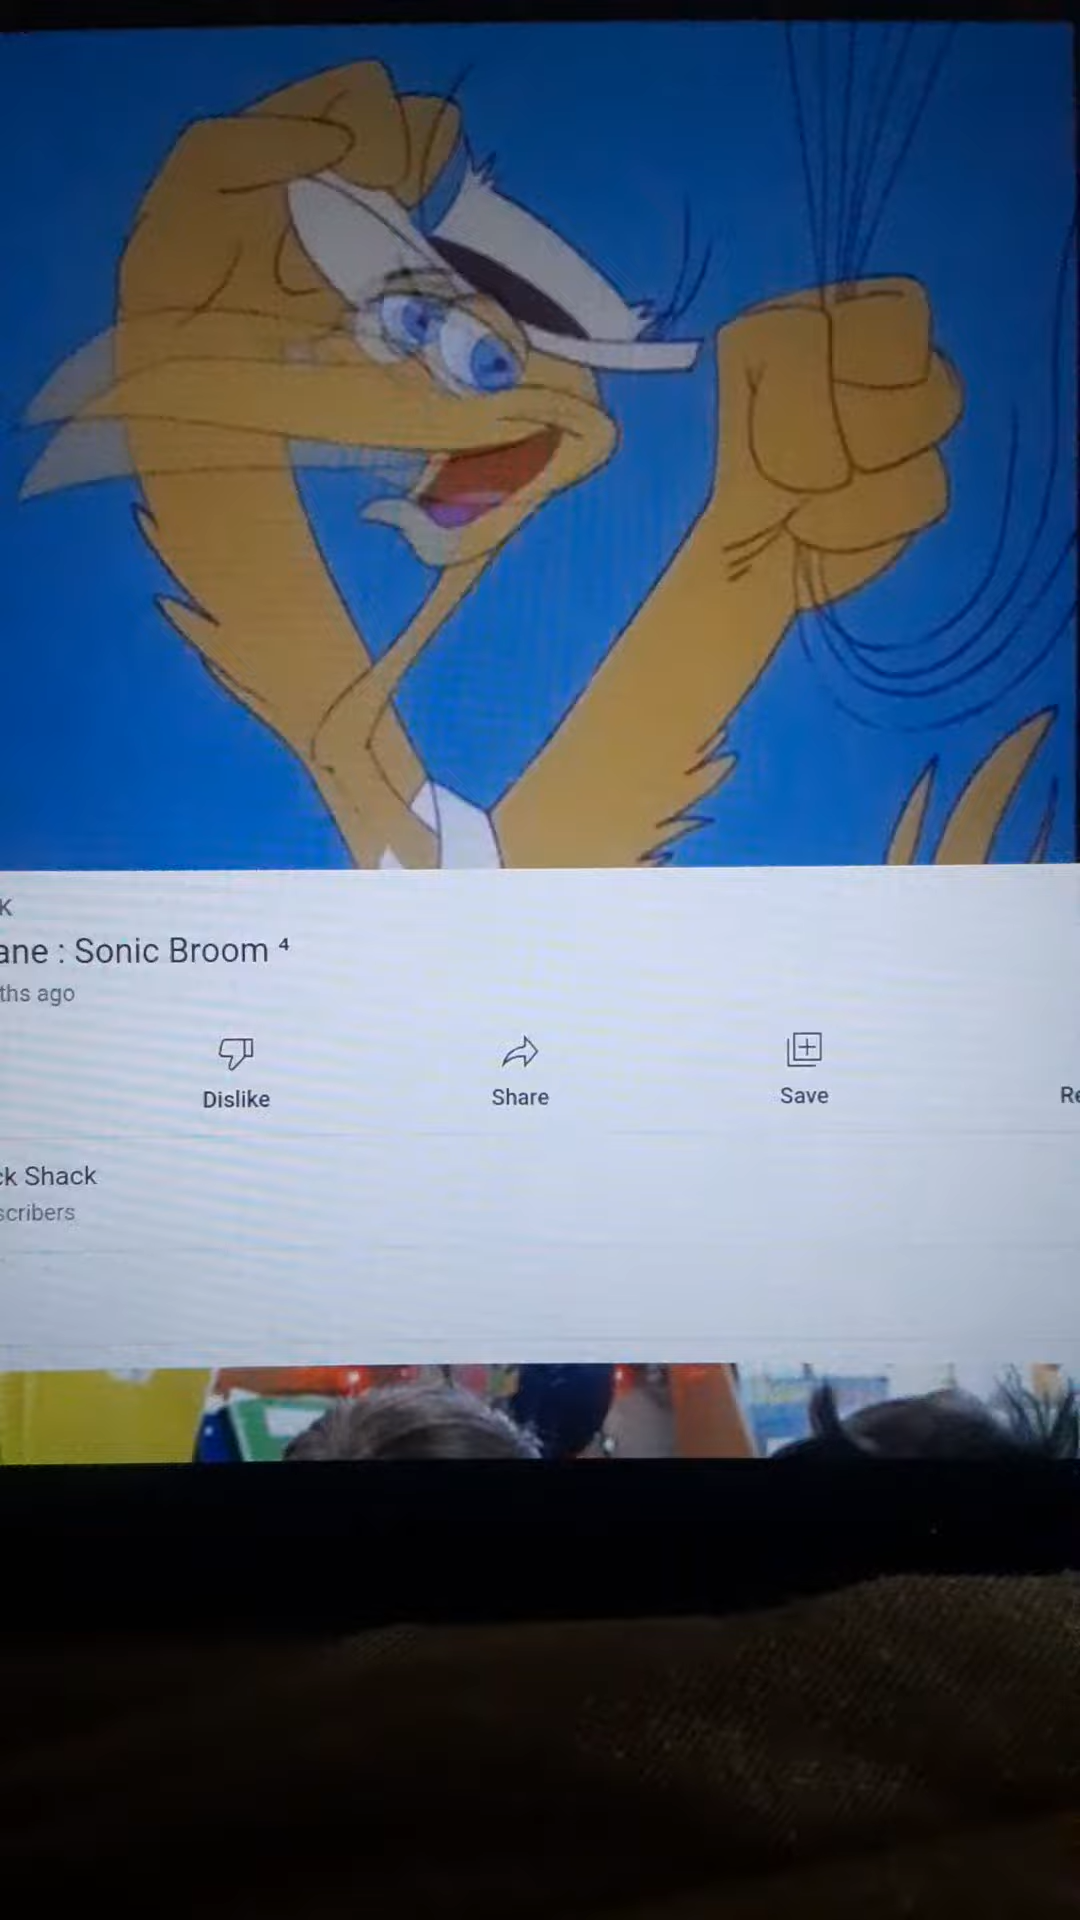 K
ane : Sonic Broom ⁴
ths ago
Dislike
Share
Save
Re
ck Shack
scribers